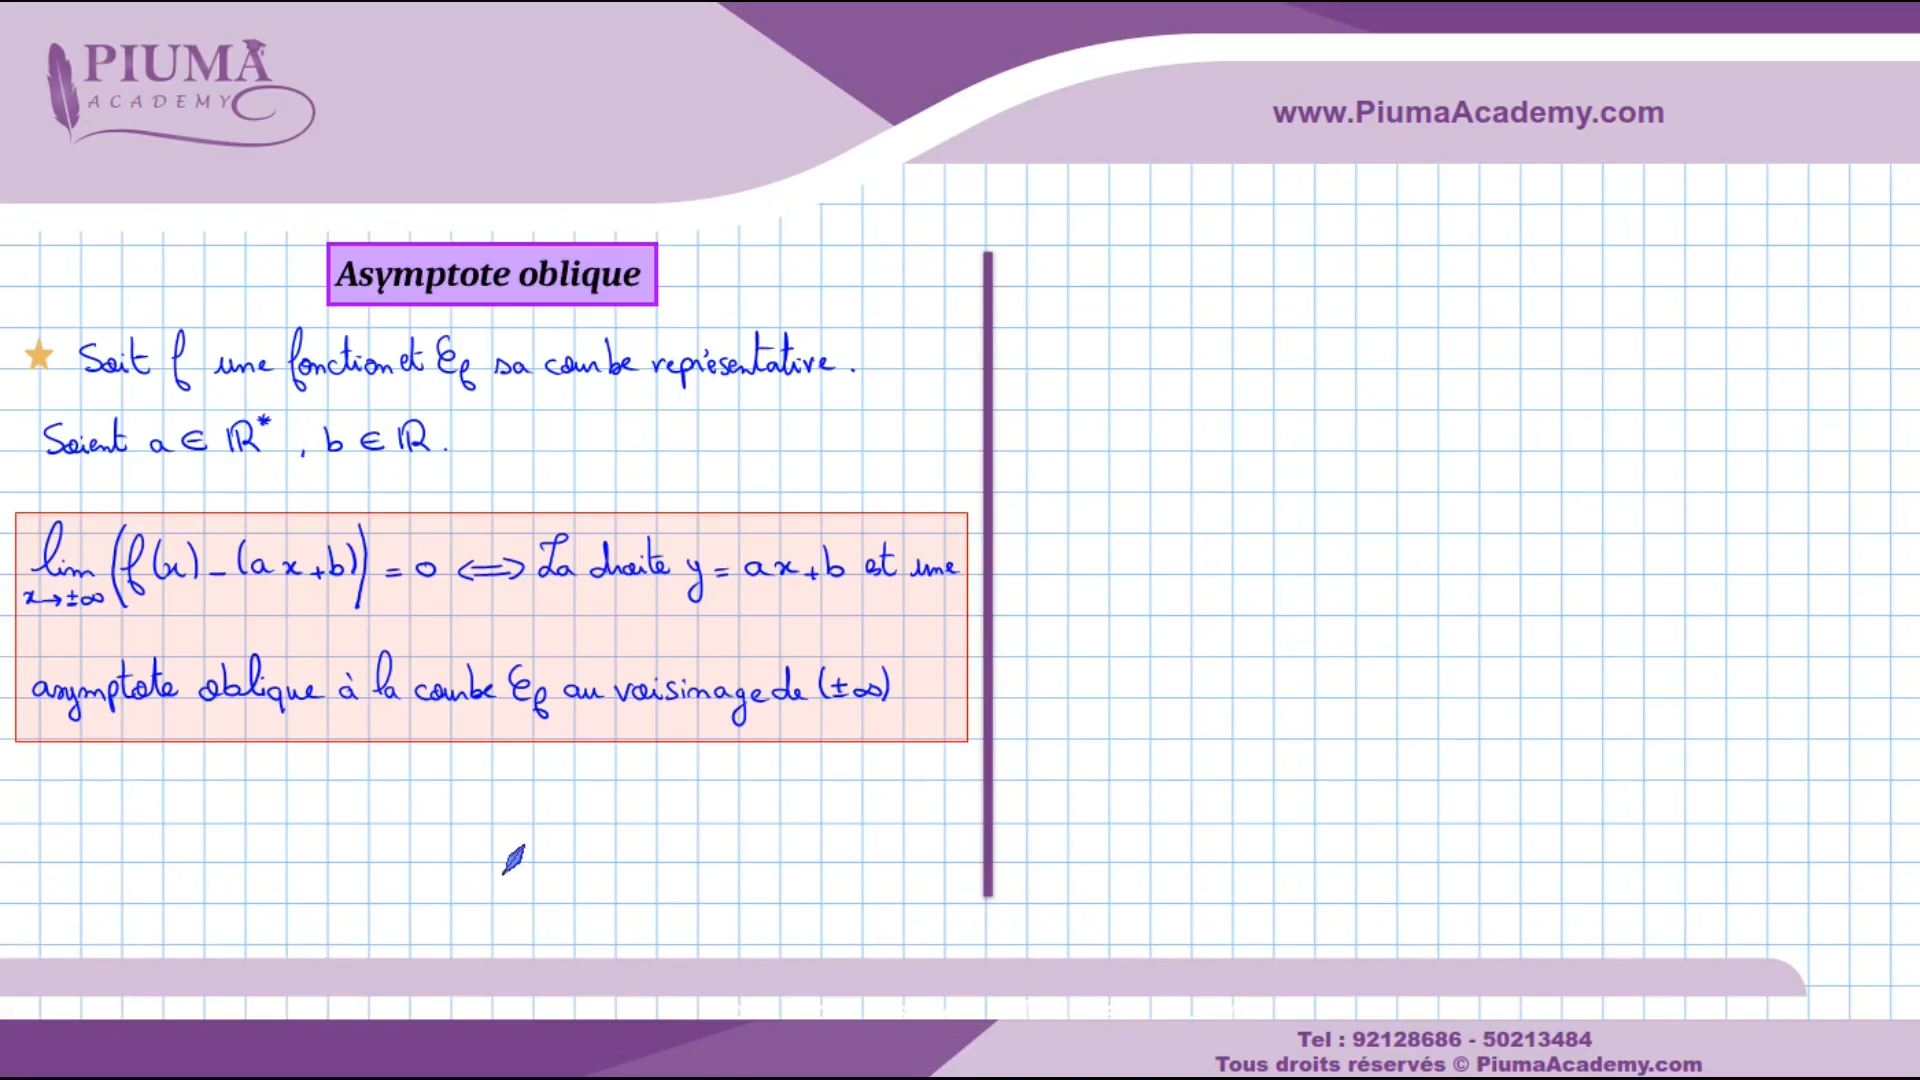 PIUMA
ACADEMY
www.PiumaAcademy.com
Asymptote oblique
Soit f une fonction et 𝒞f sa courbe représentative.
Soient a ∈ ℝ*, b ∈ ℝ.
lim (f(x) - (ax+b)) = 0 ⟺ La droite y = ax+b est une
x→±∞
asymptote oblique à la courbe 𝒞f au voisinage de (±∞)
Tel : 92128686 - 50213484
Tous droits réservés © PiumaAcademy.com